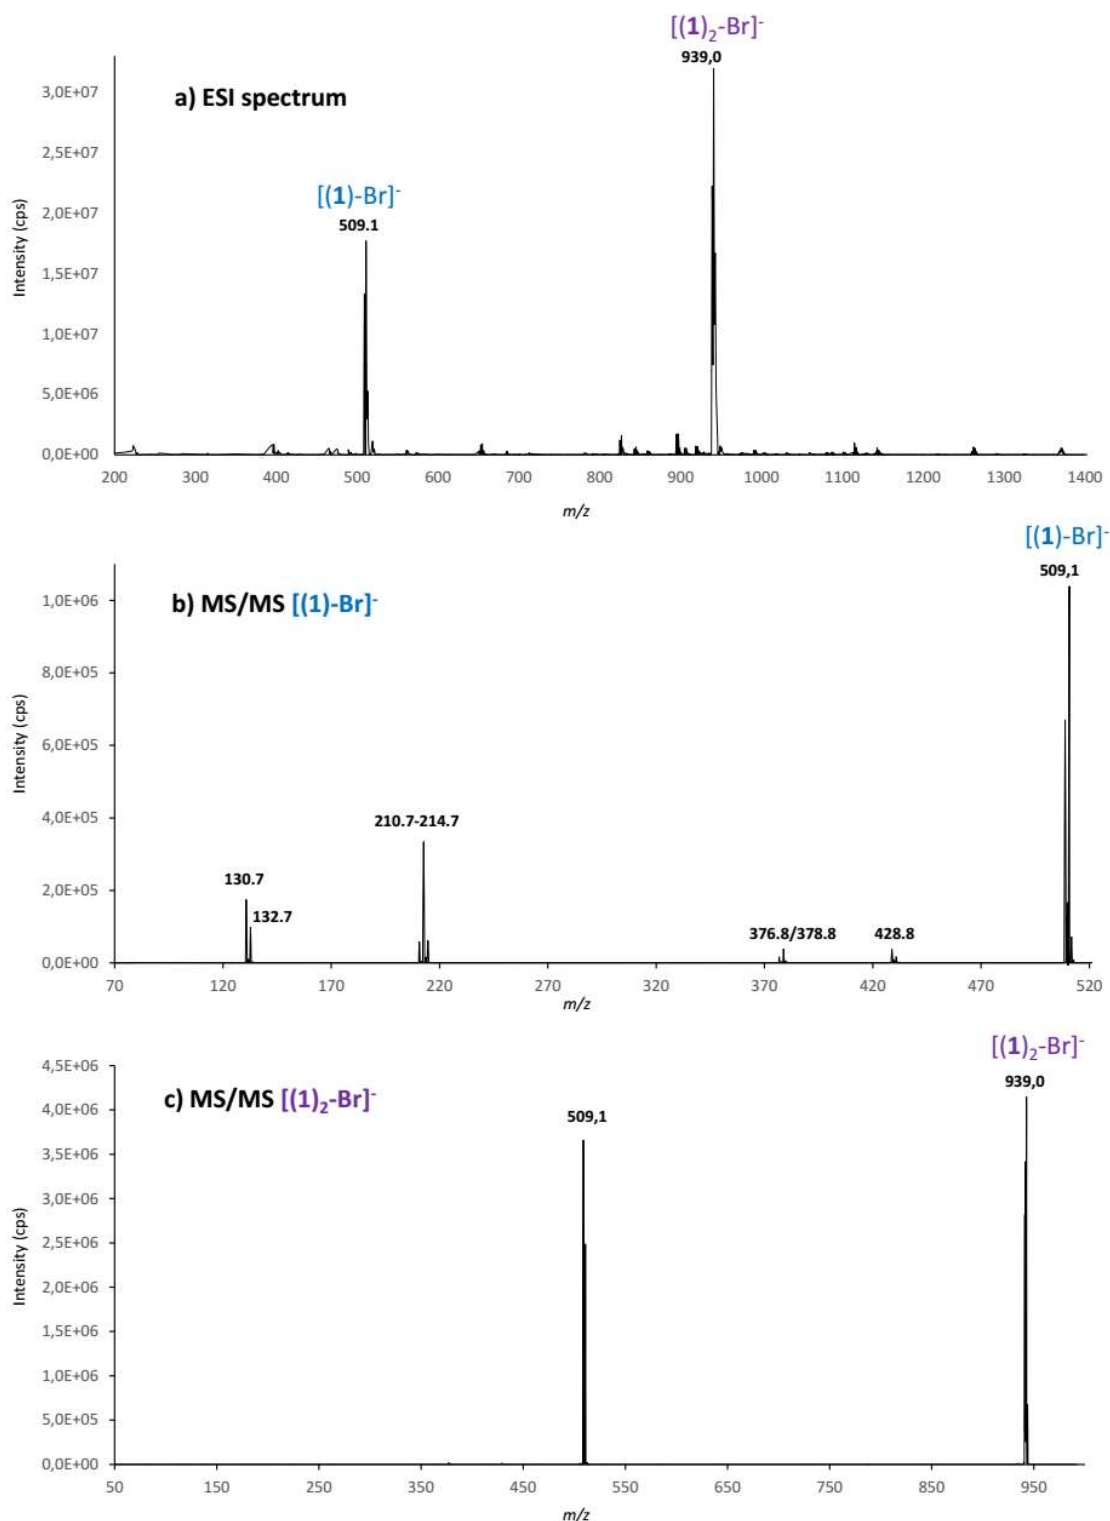 [(1)₂-Br]⁻
939,0
a) ESI spectrum
[(1)-Br]⁻
509.1
3,0E+07
2,5E+07
2,0E+07
1,5E+07
1,0E+07
5,0E+06
0,0E+00
Intensity (cps)
200 300 400 500 600 700 800 900 1000 1100 1200 1300 1400
m/z
[(1)-Br]⁻
509,1
b) MS/MS [(1)-Br]⁻
1,0E+06
8,0E+05
6,0E+05
4,0E+05
2,0E+05
0,0E+00
Intensity (cps)
210.7-214.7
130.7
132.7
376.8/378.8
428.8
70 120 170 220 270 320 370 420 470 520
m/z
[(1)₂-Br]⁻
939,0
c) MS/MS [(1)₂-Br]⁻
509,1
4,5E+06
4,0E+06
3,5E+06
3,0E+06
2,5E+06
2,0E+06
1,5E+06
1,0E+06
5,0E+05
0,0E+00
Intensity (cps)
50 150 250 350 450 550 650 750 850 950
m/z